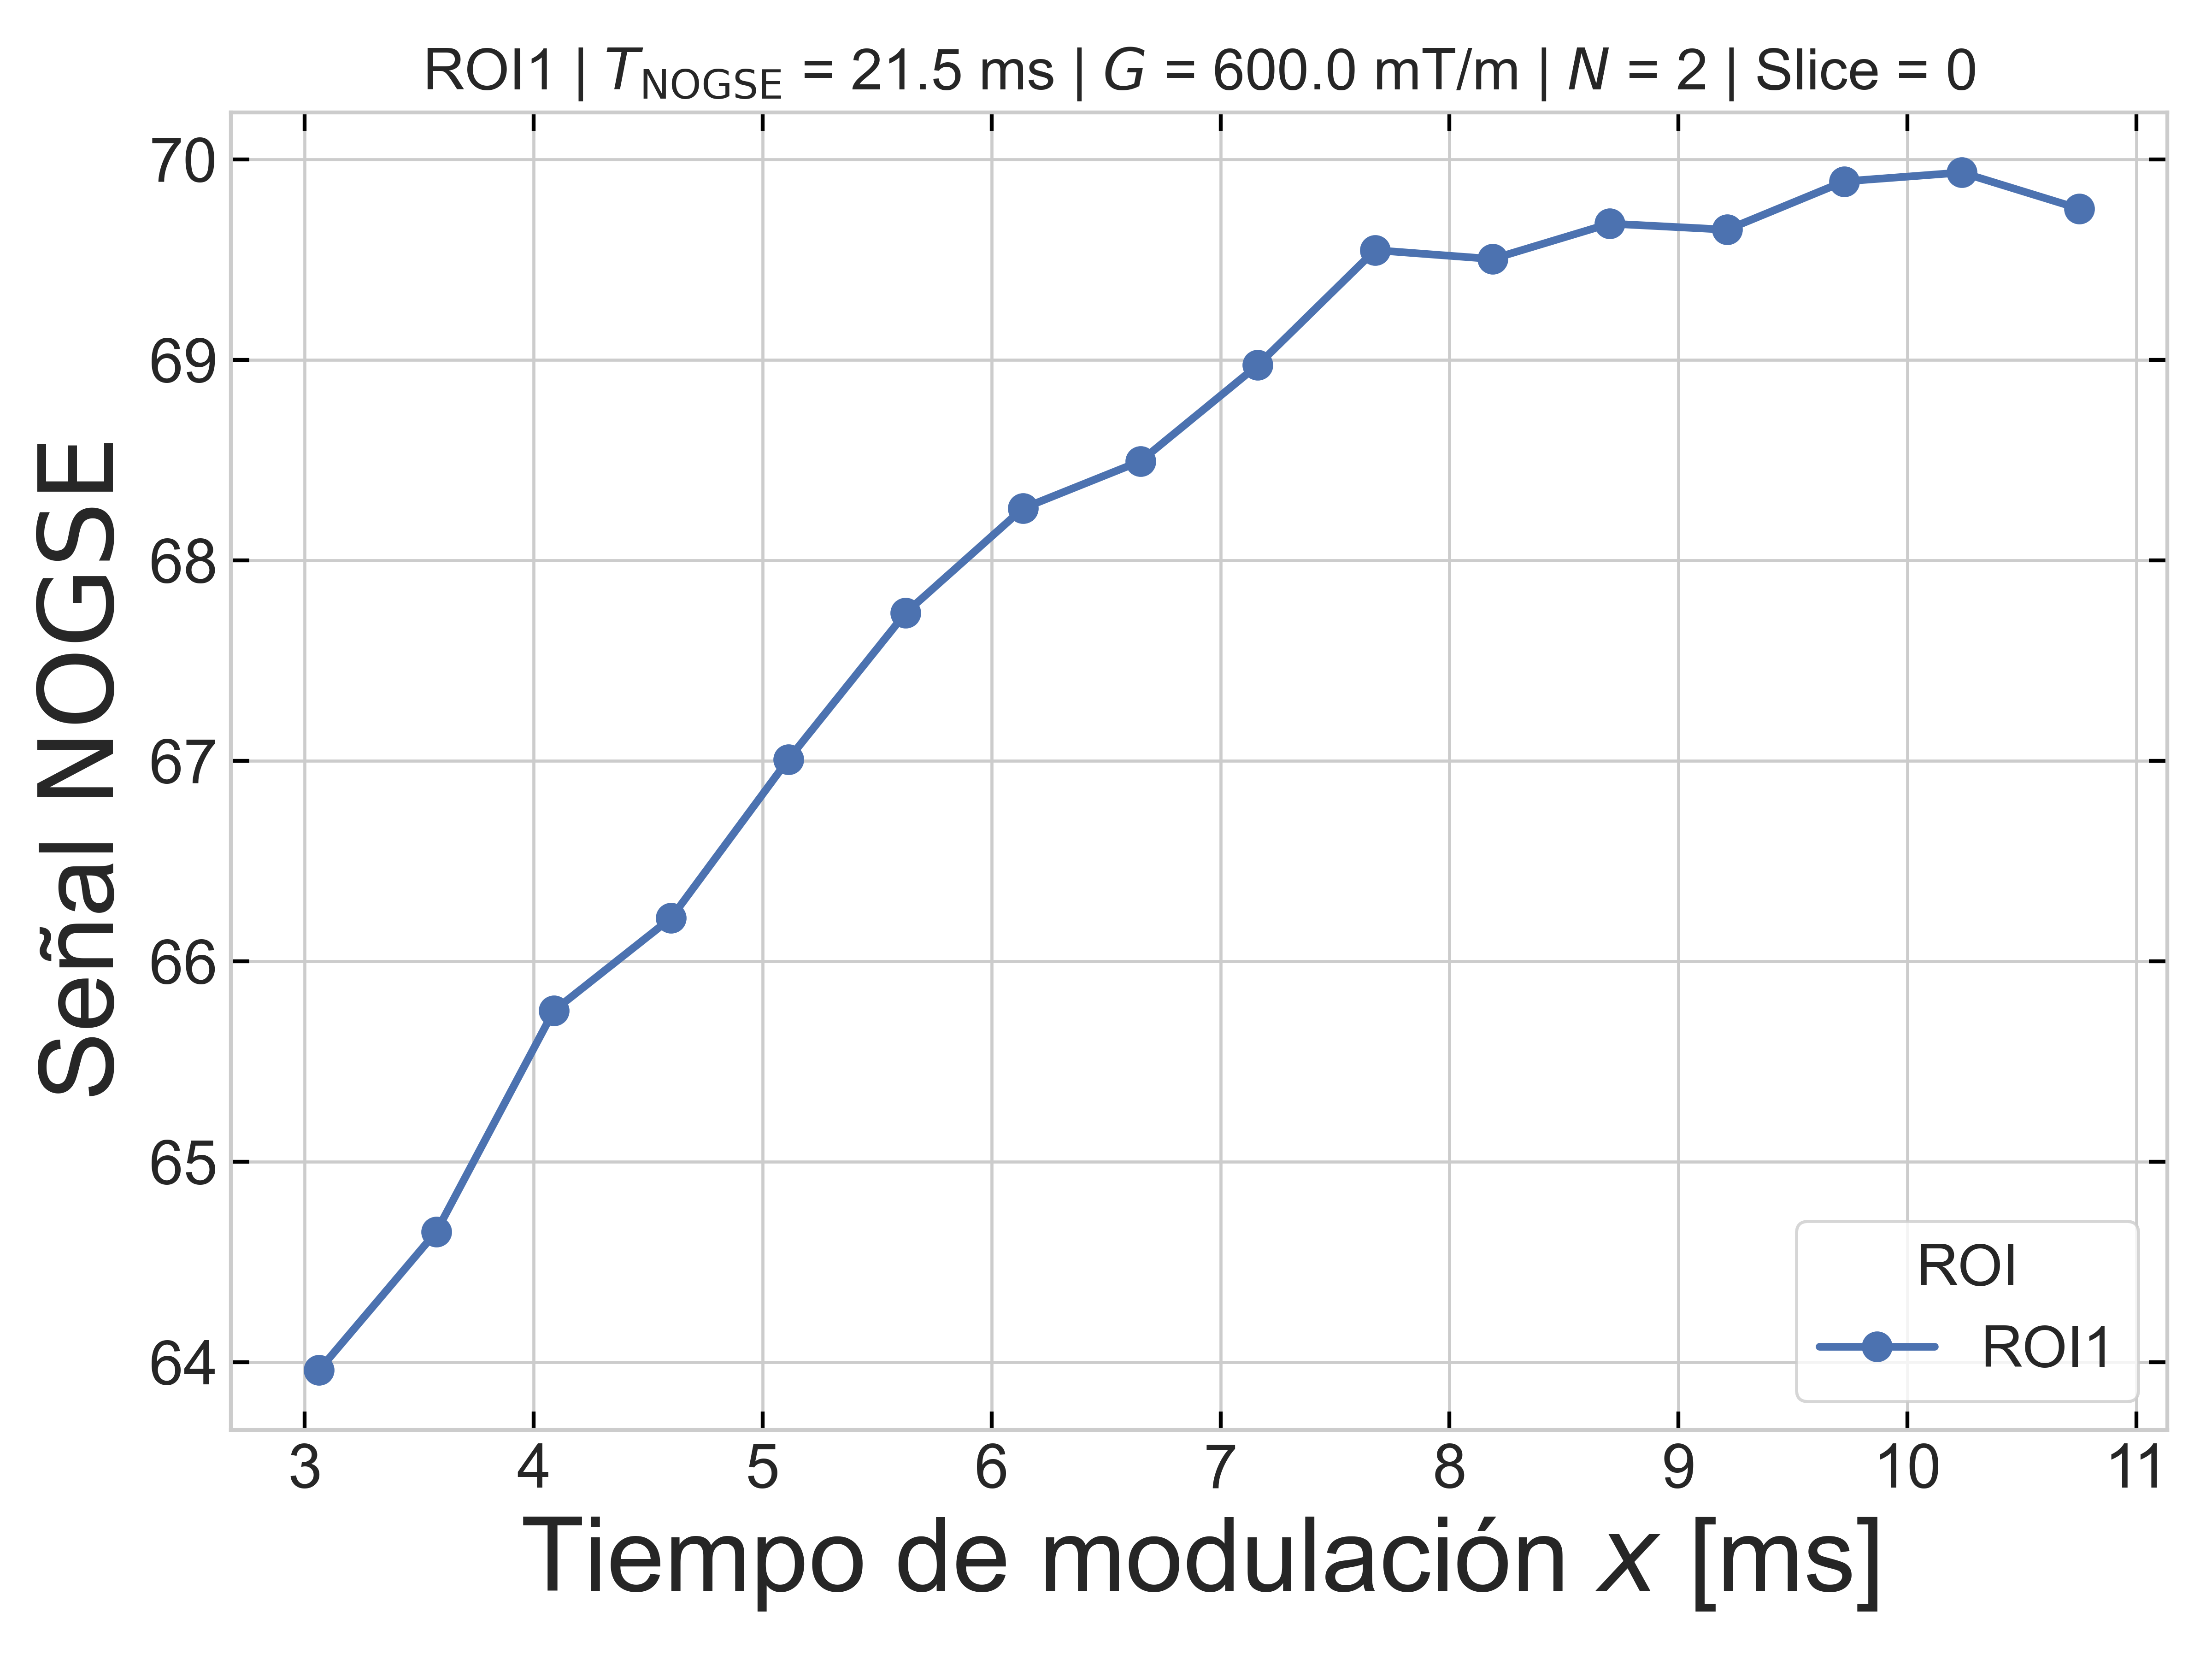 ROI1 | T_NOGSE = 21.5 ms | G = 600.0 mT/m | N = 2 | Slice = 0
Señal NOGSE
70
69
68
67
66
65
64
ROI
ROI1
3 4 5 6 7 8 9 10 11
Tiempo de modulación x [ms]